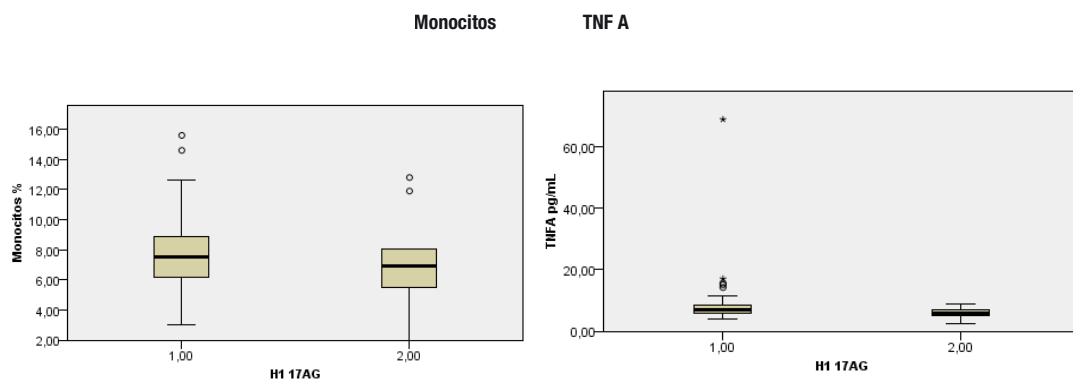 Monocitos TNF A
Monocitos %
16,00
14,00
12,00
10,00
8,00
6,00
4,00
2,00
1,00 2,00
H1 17AG
TNFA pg/mL
60,00
40,00
20,00
0,00
1,00 2,00
H1 17AG